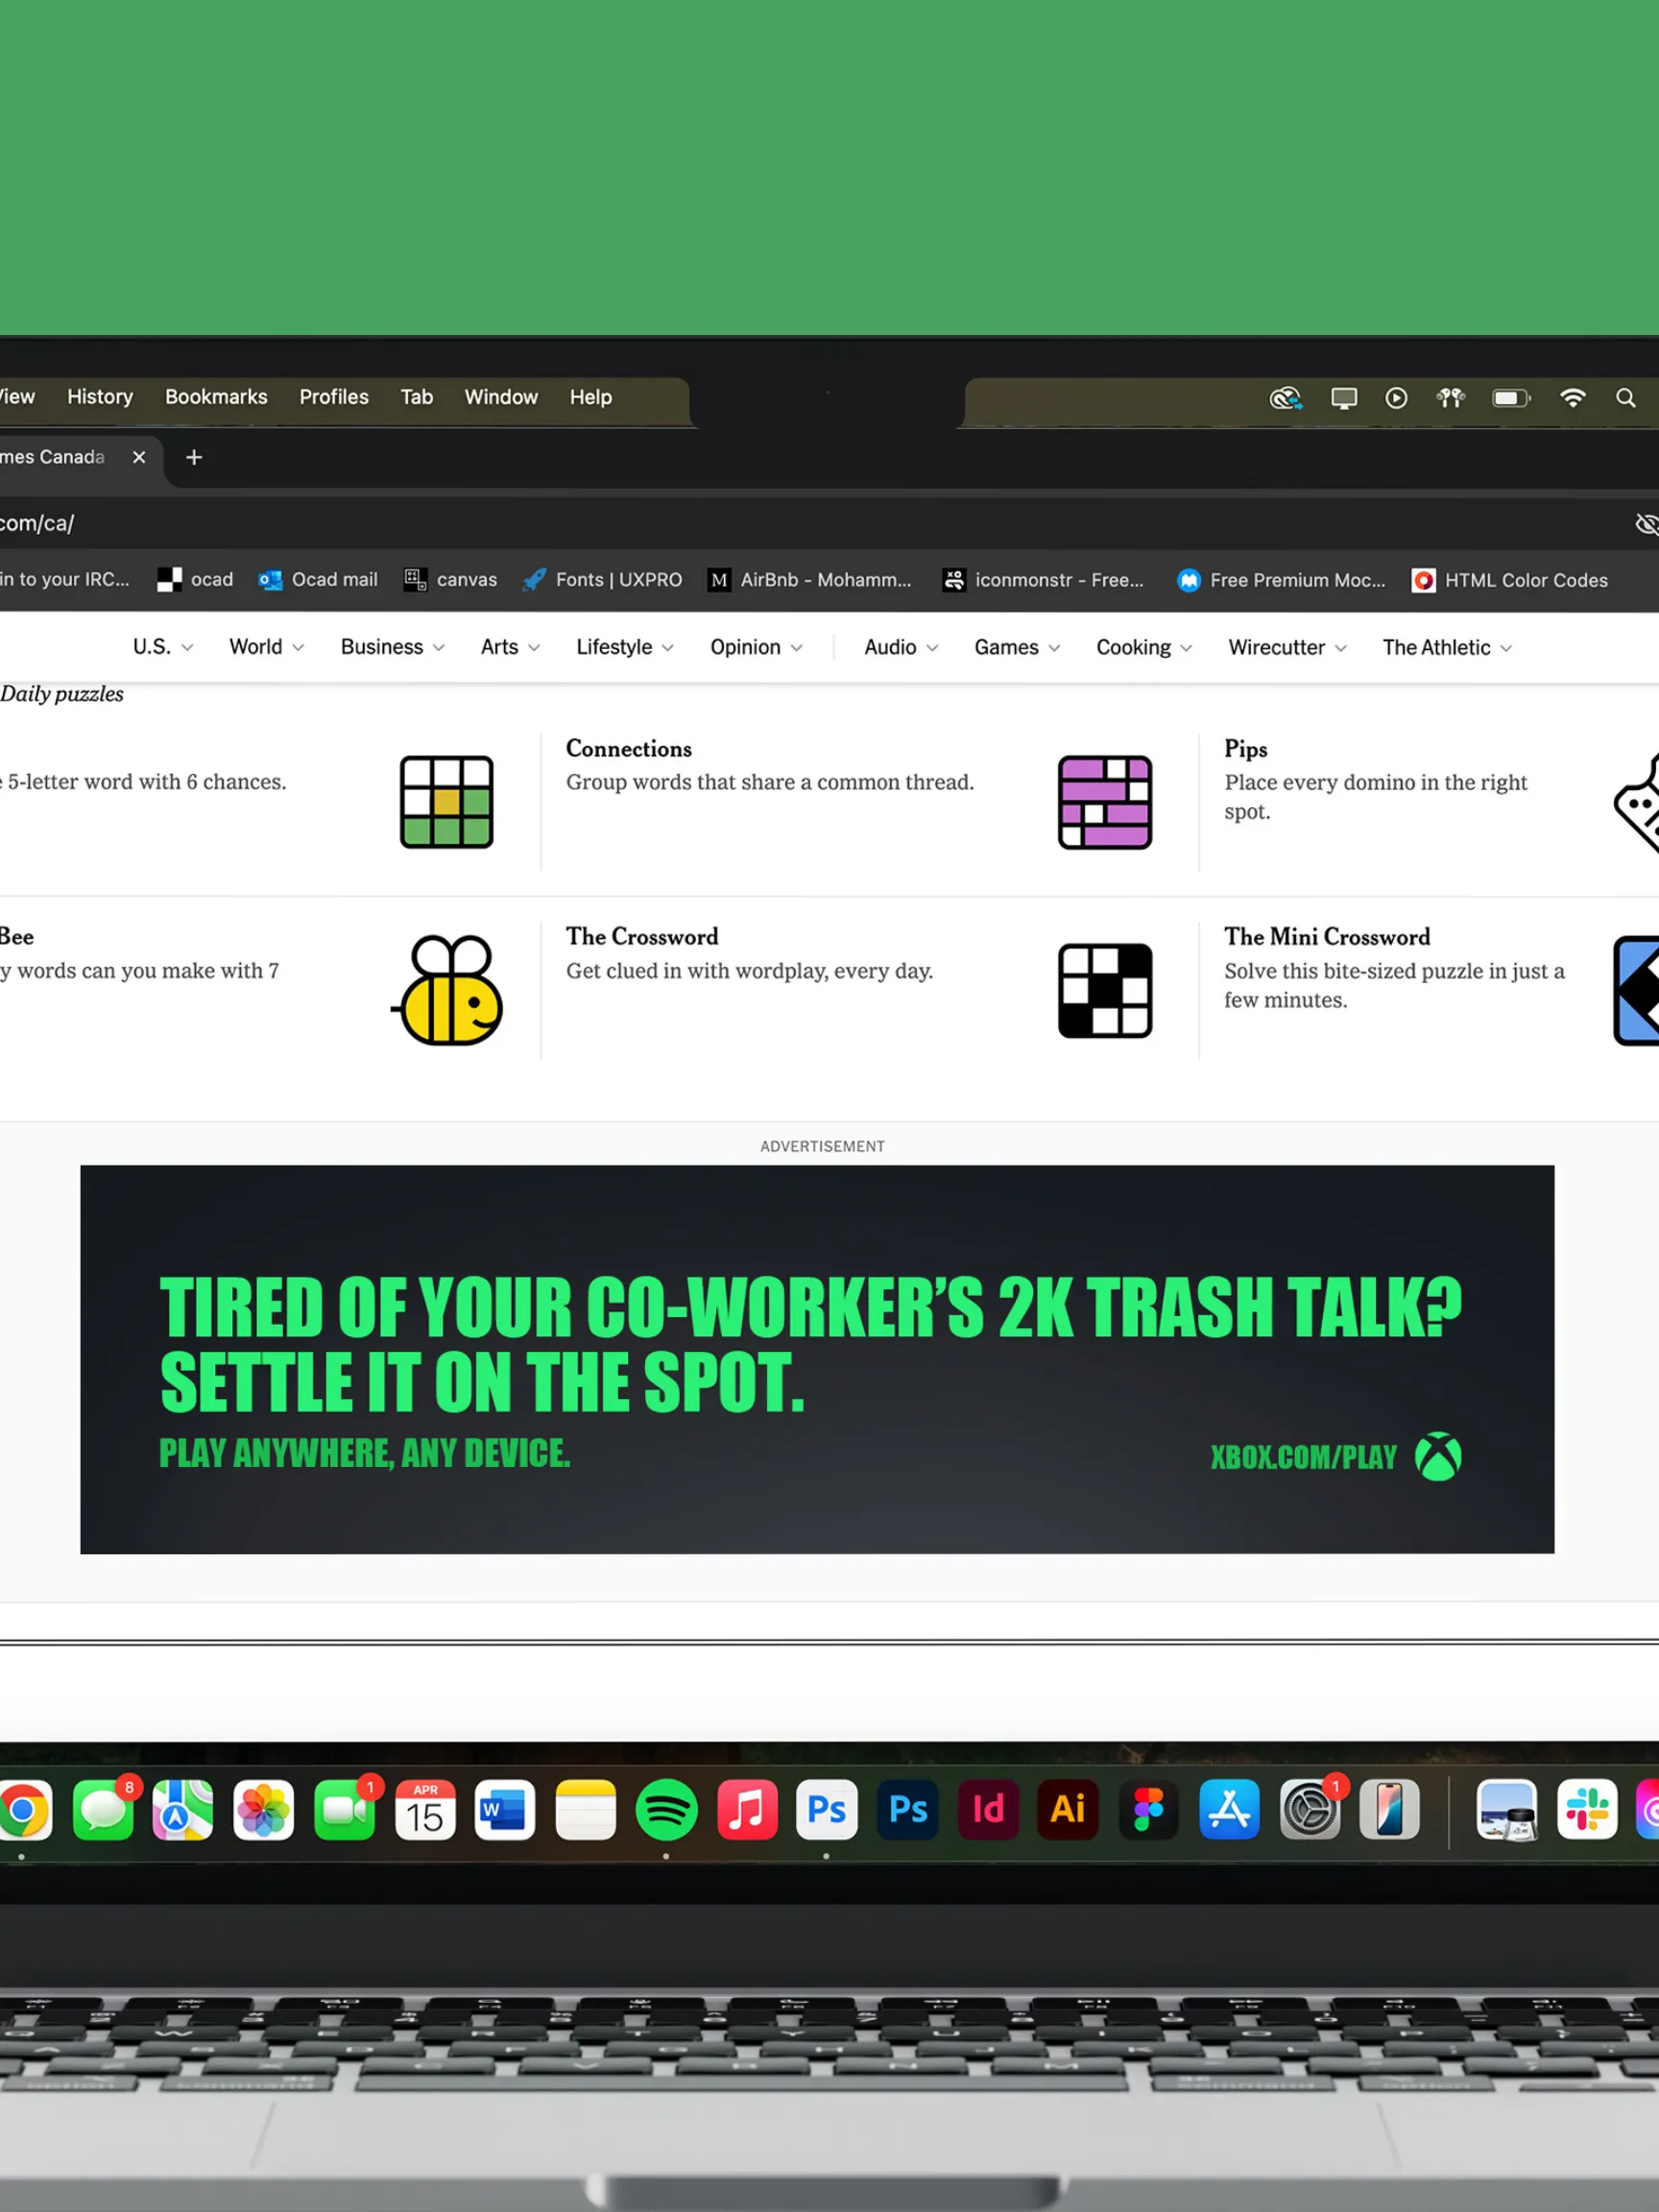 View History Bookmarks Profiles Tab Window Help
mes Canada
com/ca/
in to your IRC... ocad Ocad mail canvas Fonts | UXPRO AirBnb - Mohamm... iconmonstr - Free... Free Premium Moc... HTML Color Codes
U.S. World Business Arts Lifestyle Opinion Audio Games Cooking Wirecutter The Athletic
Daily puzzles
5-letter word with 6 chances.
Connections
Group words that share a common thread.
Pips
Place every domino in the right
spot.
Bee
y words can you make with 7
The Crossword
Get clued in with wordplay, every day.
The Mini Crossword
Solve this bite-sized puzzle in just a
few minutes.
ADVERTISEMENT
TIRED OF YOUR CO-WORKER'S 2K TRASH TALK?
SETTLE IT ON THE SPOT.
PLAY ANYWHERE, ANY DEVICE.
XBOX.COM/PLAY
8 1 APR 15 W Ps Ps Id Ai 1
Q W E R T Y U I O P
A S D F G H J K L
Z X C V B N M
option command command option